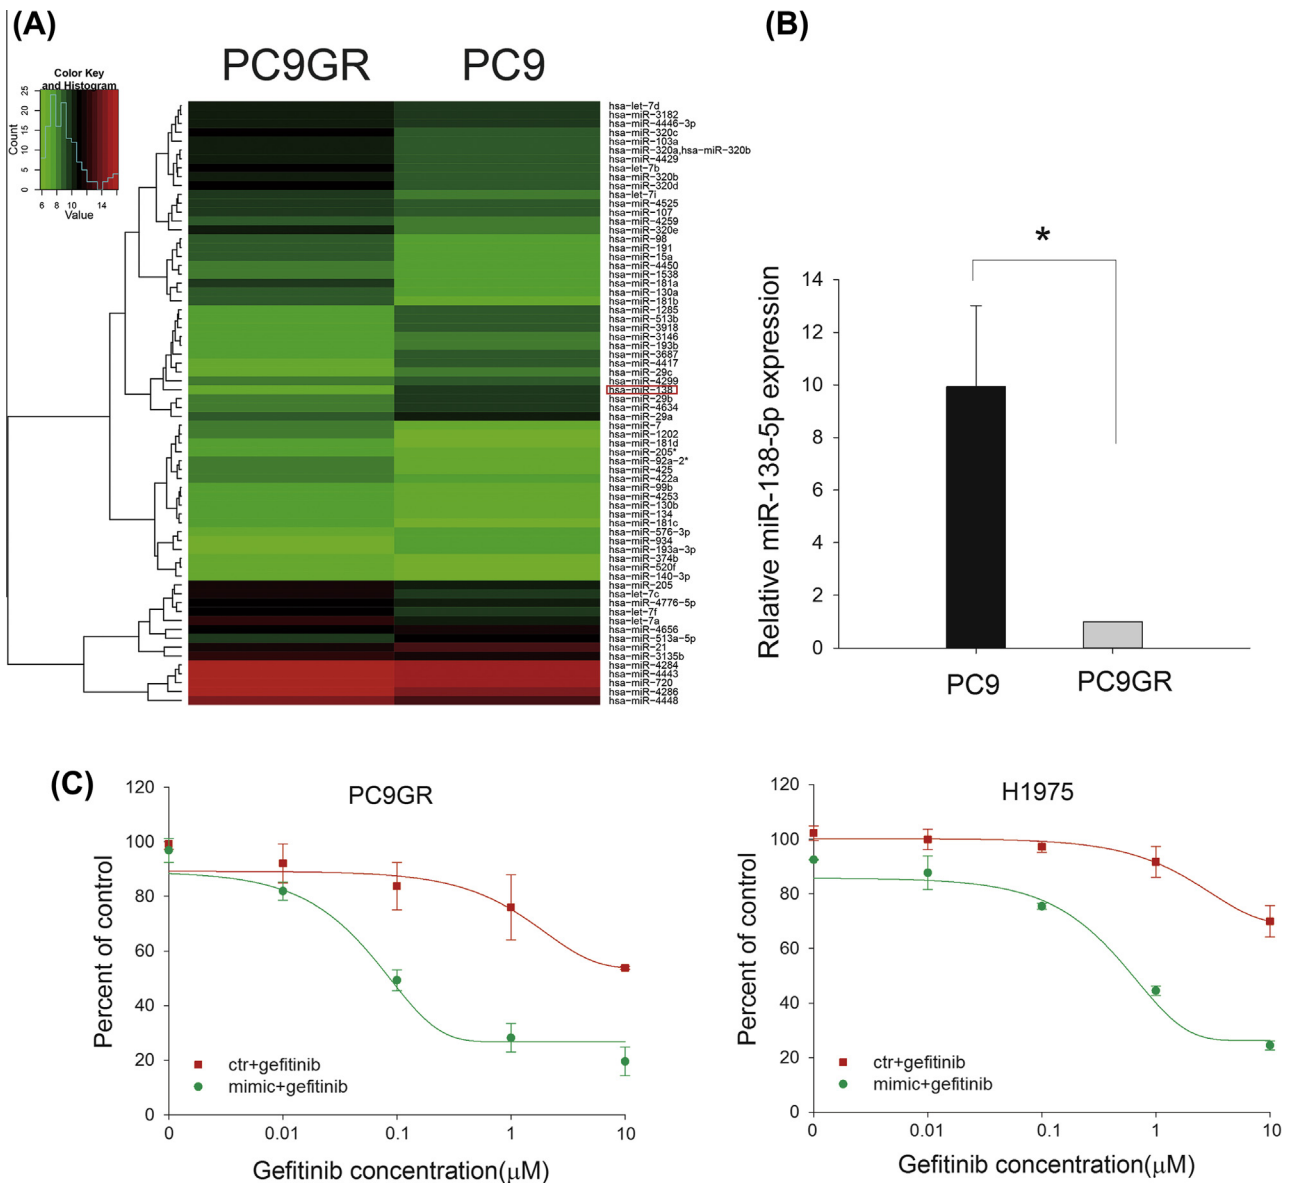 (A)
PC9GR PC9
Color Key
and Histogram
Count
0 5 10 15 20 25
6 8 10 14
Value
hsa-let-7d
hsa-miR-3182
hsa-miR-4446-3p
hsa-miR-320c
hsa-miR-103a
hsa-miR-320a,hsa-miR-320b
hsa-miR-4429
hsa-let-7b
hsa-miR-320b
hsa-miR-320d
hsa-let-7i
hsa-miR-4525
hsa-miR-107
hsa-miR-4259
hsa-miR-320e
hsa-miR-98
hsa-miR-191
hsa-miR-15a
hsa-miR-4450
hsa-miR-1538
hsa-miR-181a
hsa-miR-130a
hsa-miR-181b
hsa-miR-1285
hsa-miR-513b
hsa-miR-3918
hsa-miR-3146
hsa-miR-193b
hsa-miR-3687
hsa-miR-4417
hsa-miR-29c
hsa-miR-4299
hsa-miR-138
hsa-miR-29b
hsa-miR-4634
hsa-miR-29a
hsa-miR-7
hsa-miR-1202
hsa-miR-181d
hsa-miR-205*
hsa-miR-92a-2*
hsa-miR-425
hsa-miR-422a
hsa-miR-99b
hsa-miR-4253
hsa-miR-130b
hsa-miR-134
hsa-miR-181c
hsa-miR-576-3p
hsa-miR-934
hsa-miR-193a-3p
hsa-miR-374b
hsa-miR-520f
hsa-miR-140-3p
hsa-miR-205
hsa-let-7c
hsa-miR-4776-5p
hsa-let-7f
hsa-let-7a
hsa-miR-4656
hsa-miR-513a-5p
hsa-miR-21
hsa-miR-3135b
hsa-miR-4284
hsa-miR-4443
hsa-miR-720
hsa-miR-4286
hsa-miR-4448
(B)
*
Relative miR-138-5p expression
14
12
10
8
6
4
2
0
PC9 PC9GR
(C)
PC9GR
Percent of control
120
100
80
60
40
20
0
ctr+gefitinib
mimic+gefitinib
0 0.01 0.1 1 10
Gefitinib concentration(μM)
H1975
Percent of control
120
100
80
60
40
20
0
ctr+gefitinib
mimic+gefitinib
0 0.01 0.1 1 10
Gefitinib concentration(μM)